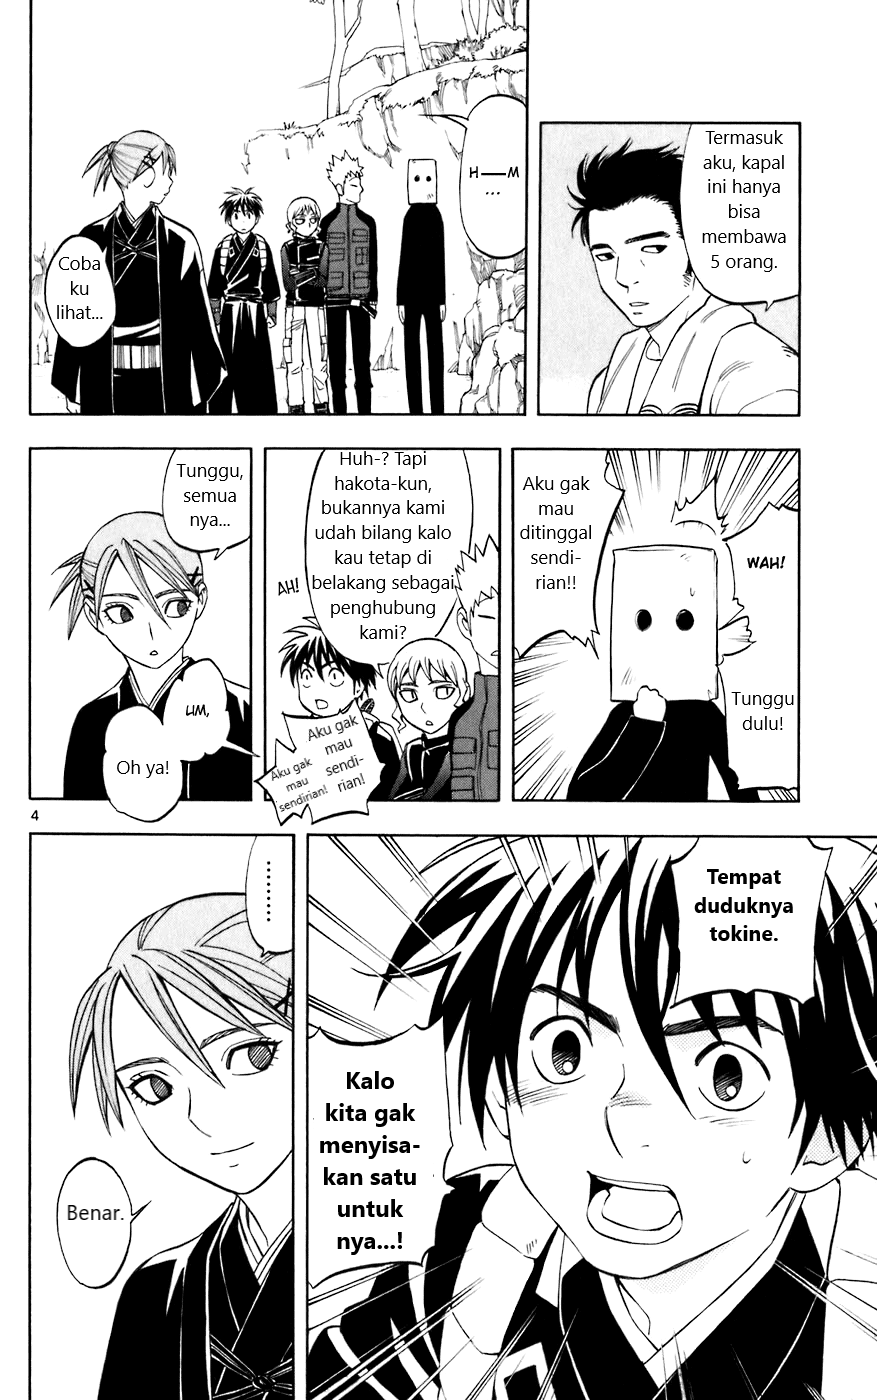 Termasuk
aku, kapal
ini hanya
bisa
membawa
5 orang.
H—M
...
Coba
ku
lihat...
WAH!
Tunggu
dulu!
Aku gak
mau
ditinggal
sendi-
rian!!
Huh-? Tapi
hakota-kun,
bukannya kami
udah bilang kalo
kau tetap di
belakang sebagai
penghubung
kami?
AH!
Aku gak
mau
sendi-
rian!
Aku gak
mau
sendirian!
Tunggu,
semua
nya...
UM,
Oh ya!
4
Tempat
duduknya
tokine.
Kalo
kita gak
menyisa-
kan satu
untuk
nya...!
.........
Benar.